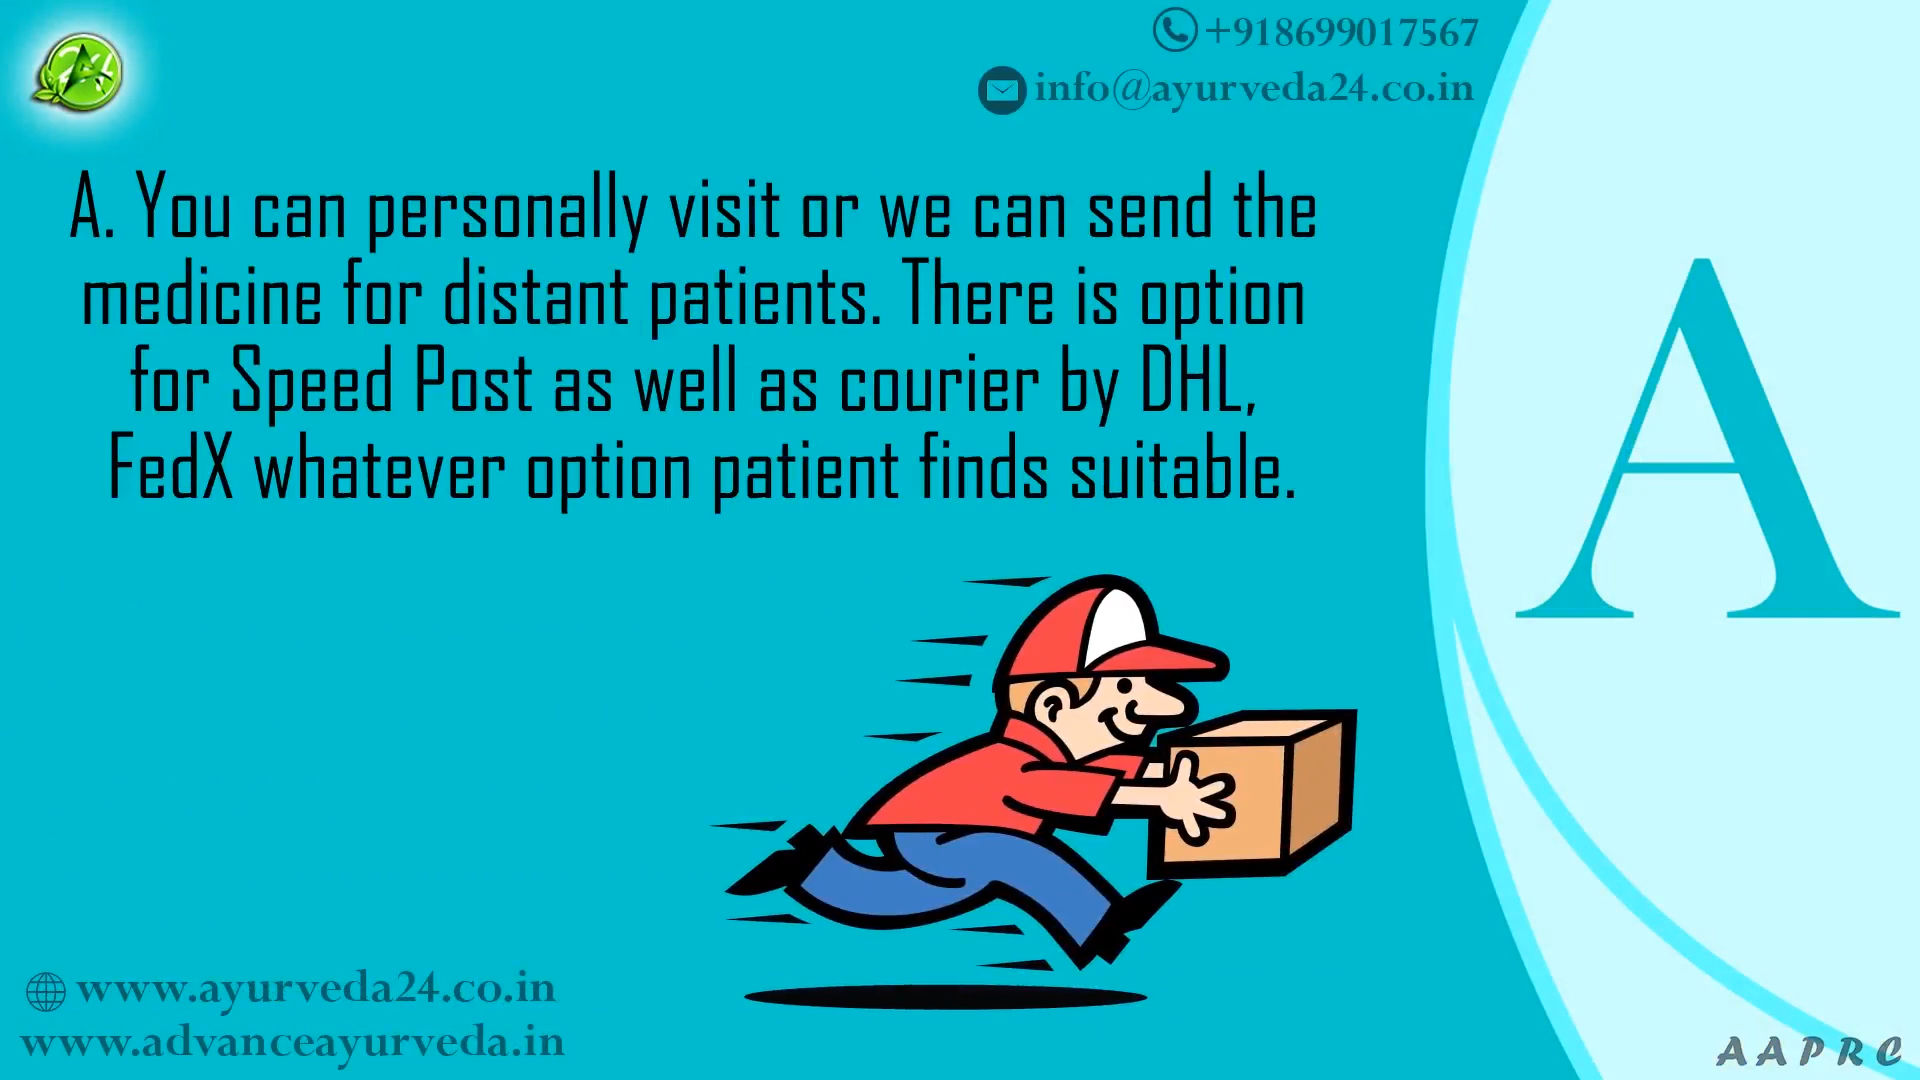 +918699017567
info@ayurveda24.co.in
A. You can personally visit or we can send the
medicine for distant patients. There is option
for Speed Post as well as courier by DHL,
FedX whatever option patient finds suitable.
A
www.ayurveda24.co.in
www.advanceayurveda.in
AAPRC